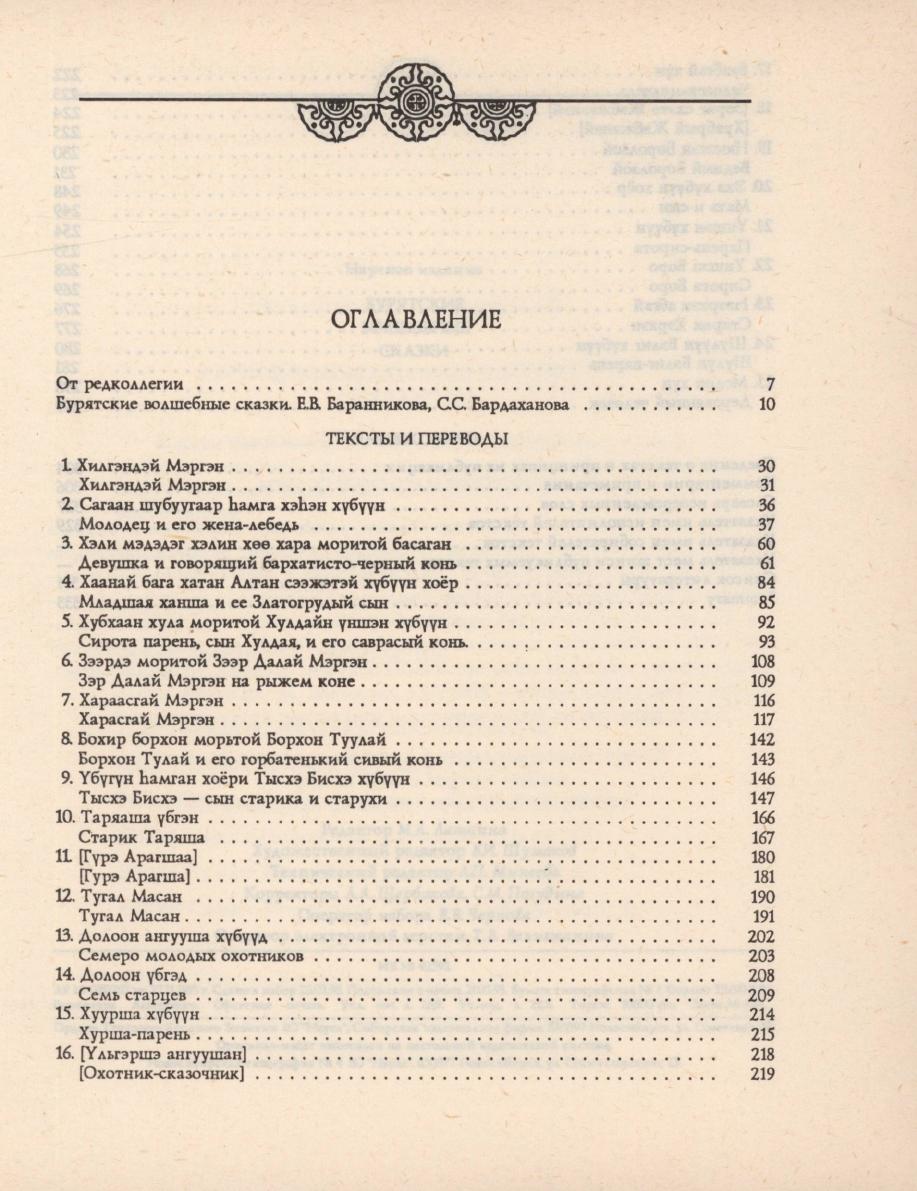 ОГЛАВЛЕНИЕ
От редколлегии . . . 7
Бурятские волшебные сказки. Е.В. Баранникова, С.С. Бардаханова . . . 10
ТЕКСТЫ И ПЕРЕВОДЫ
1. Хилгэндэй Мэргэн . . . 30
Хилгэндэй Мэргэн . . . 31
2. Сагаан шубуугаар һамга хэһэн хүбүүн . . . 36
Молодец и его жена-лебедь . . . 37
3. Хэли мэдэдэг хэлин хөө хара моритой басаган . . . 60
Девушка и говорящий бархатисто-черный конь . . . 61
4. Хаанай бага хатан Алтан сээжэтэй хүбүүн хоёр . . . 84
Младшая ханша и ее Златогрудый сын . . . 85
5. Хубхаан хула моритой Хулдайн үншэн хүбүүн . . . 92
Сирота парень, сын Хулдая, и его саврасый конь. . . . 93
6. Зээрдэ моритой Зээр Далай Мэргэн . . . 108
Зэр Далай Мэргэн на рыжем коне . . . 109
7. Хараасгай Мэргэн . . . 116
Харасгай Мэргэн . . . 117
8. Бохир борхон морьтой Борхон Туулай . . . 142
Борхон Тулай и его горбатенький сивый конь . . . 143
9. Үбүгүн һамган хоёри Тысхэ Бисхэ хүбүүн . . . 146
Тысхэ Бисхэ — сын старика и старухи . . . 147
10. Таряаша үбгэн . . . 166
Старик Таряша . . . 167
11. [Гүрэ Арагшаа] . . . 180
[Гурэ Арагша] . . . 181
12. Тугал Масан . . . 190
Тугал Масан . . . 191
13. Долоон ангууша хүбүүд . . . 202
Семеро молодых охотников . . . 203
14. Долоон үбгэд . . . 208
Семь старцев . . . 209
15. Хуурша хүбүүн . . . 214
Хурша-парень . . . 215
16. [Үльгэршэ ангуушан] . . . 218
[Охотник-сказочник] . . . 219